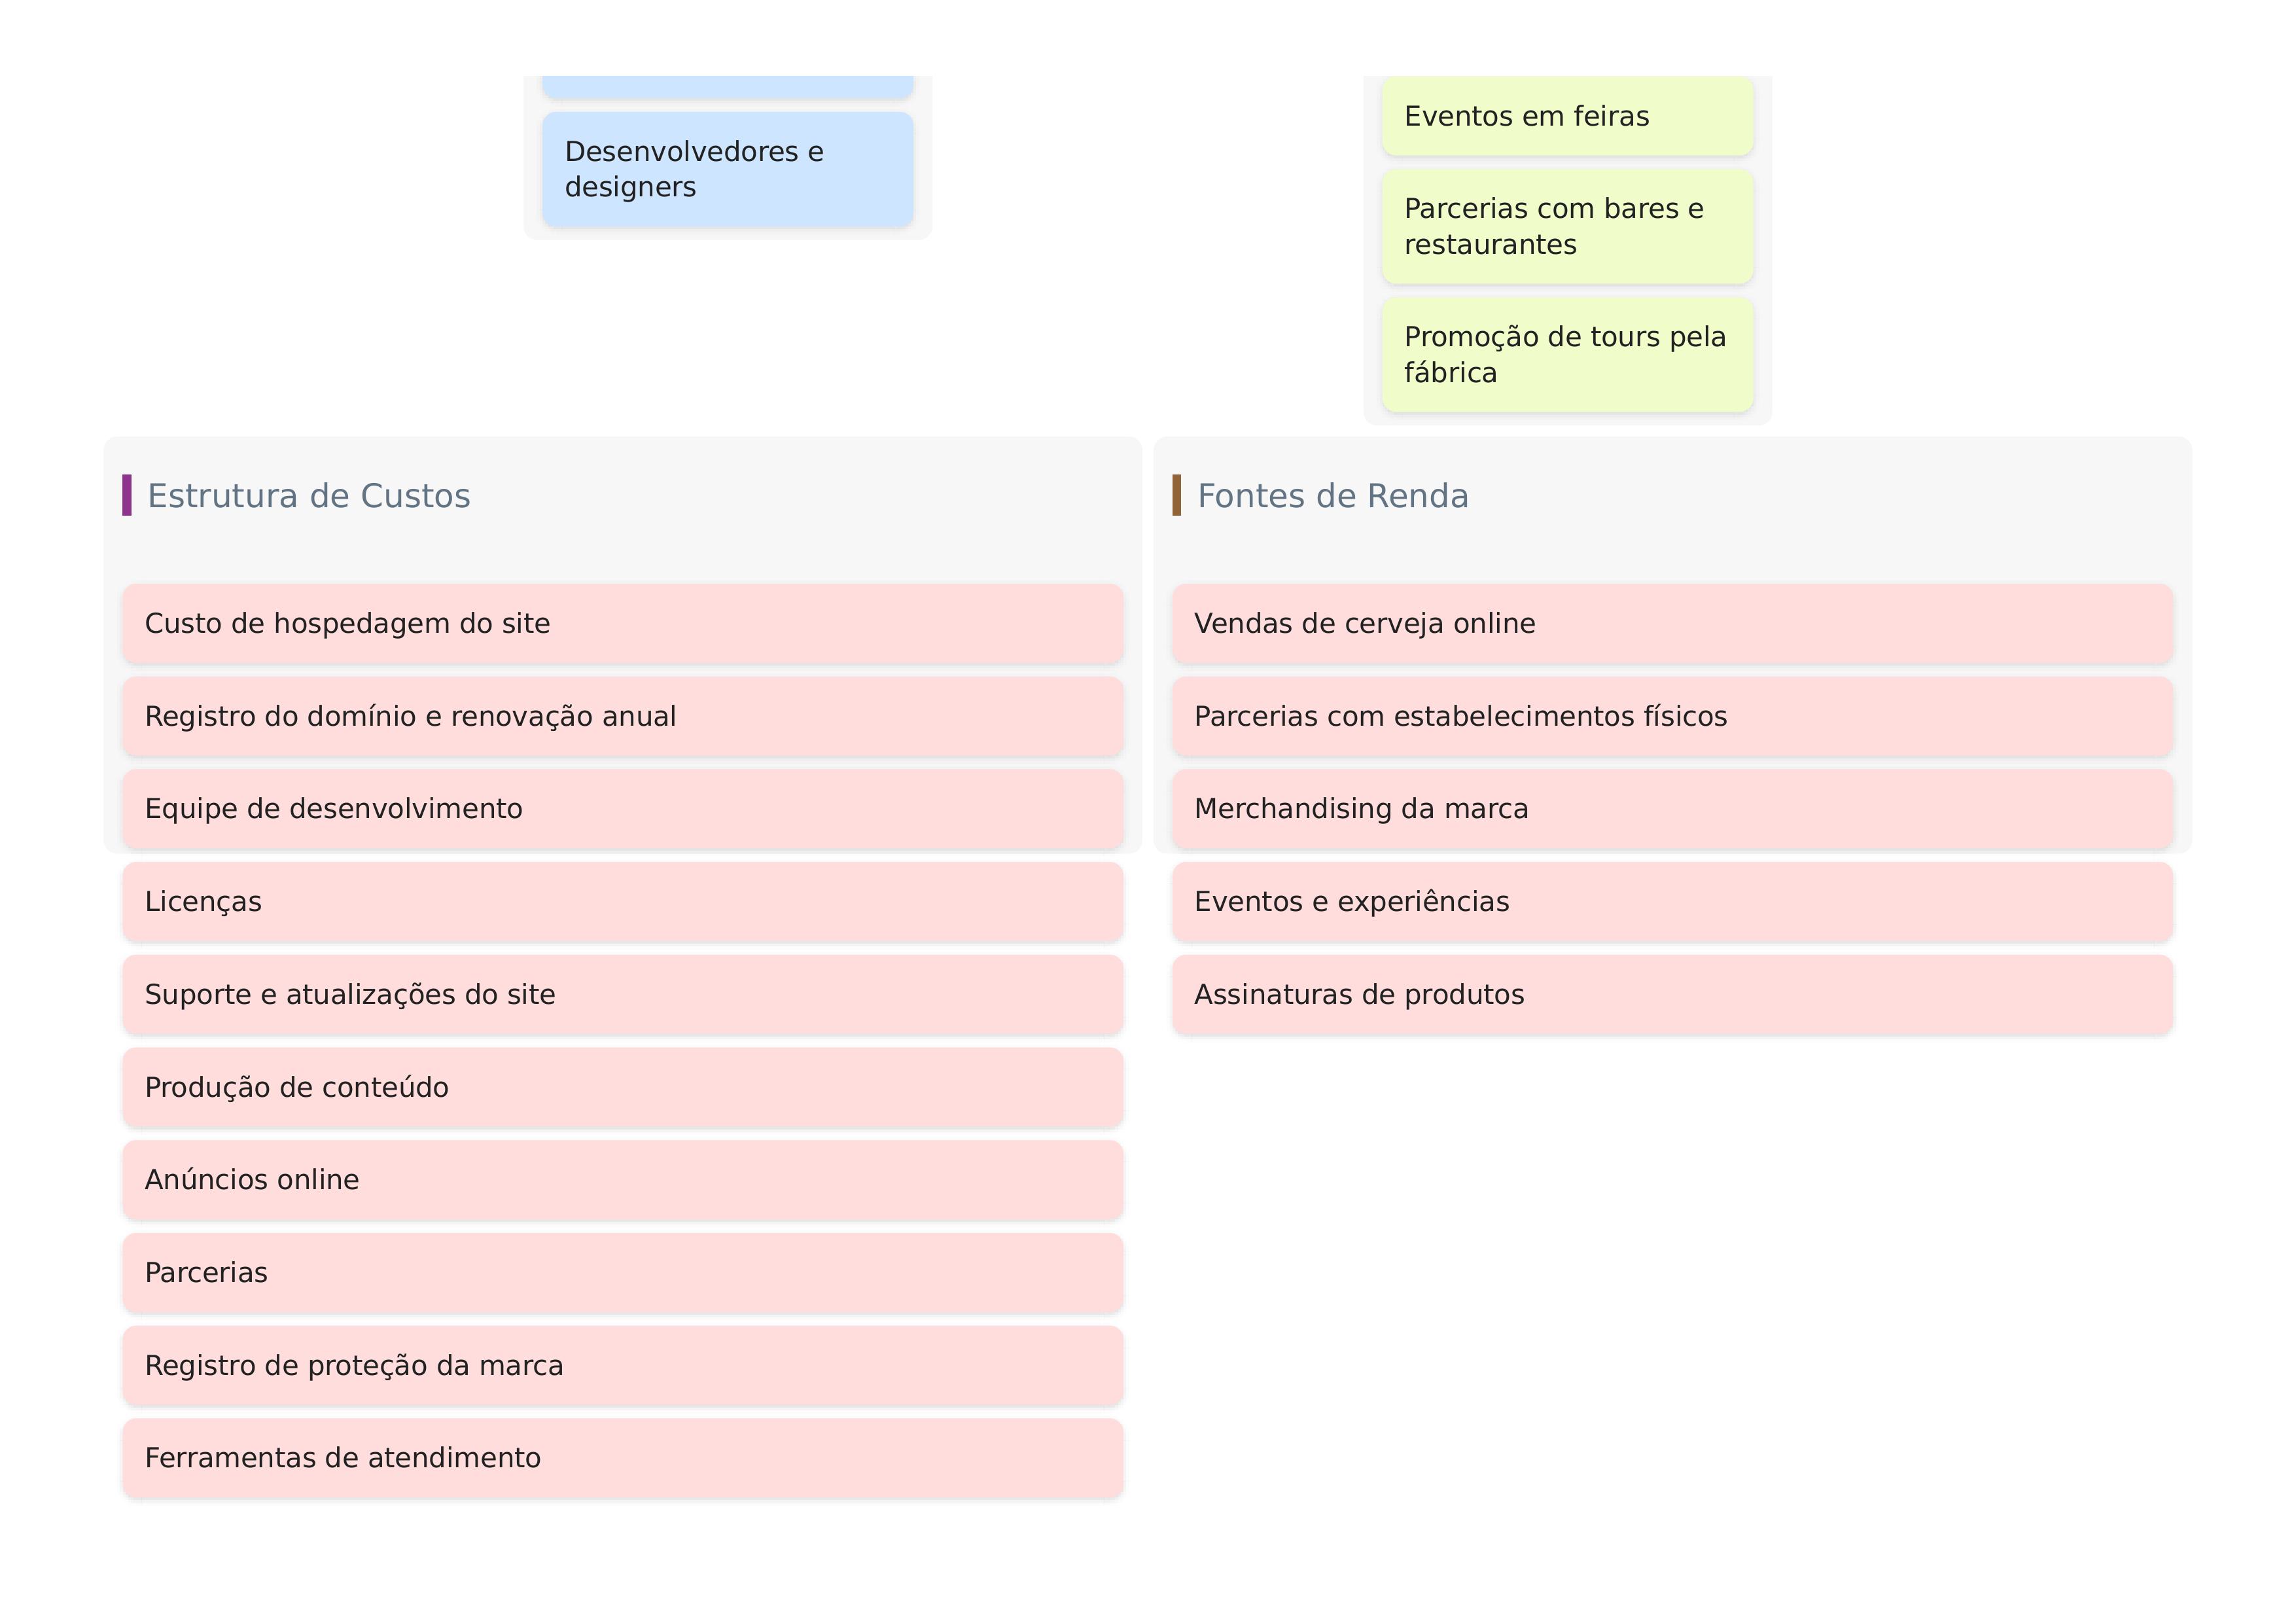 Desenvolvedores e
designers
Eventos em feiras
Parcerias com bares e
restaurantes
Promoção de tours pela
fábrica
Estrutura de Custos
Custo de hospedagem do site
Registro do domínio e renovação anual
Equipe de desenvolvimento
Licenças
Suporte e atualizações do site
Produção de conteúdo
Anúncios online
Parcerias
Registro de proteção da marca
Ferramentas de atendimento
Fontes de Renda
Vendas de cerveja online
Parcerias com estabelecimentos físicos
Merchandising da marca
Eventos e experiências
Assinaturas de produtos